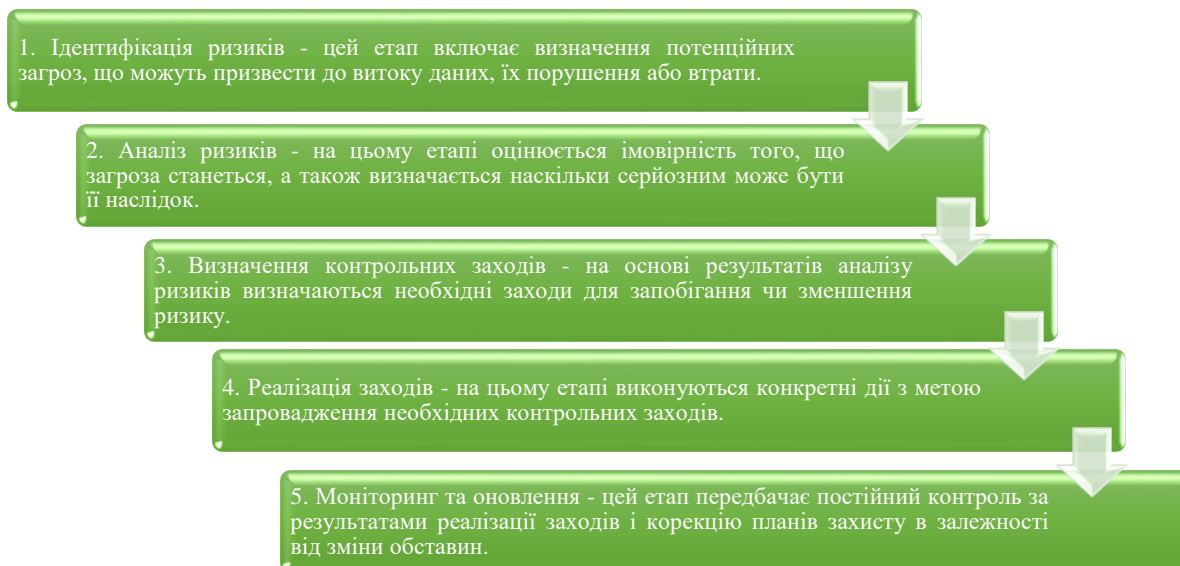 1. Ідентифікація ризиків - цей етап включає визначення потенційних
загроз, що можуть призвести до витоку даних, їх порушення або втрати.
2. Аналіз ризиків - на цьому етапі оцінюється імовірність того, що
загроза станеться, а також визначається наскільки серйозним може бути
її наслідок.
3. Визначення контрольних заходів - на основі результатів аналізу
ризиків визначаються необхідні заходи для запобігання чи зменшення
ризику.
4. Реалізація заходів - на цьому етапі виконуються конкретні дії з метою
запровадження необхідних контрольних заходів.
5. Моніторинг та оновлення - цей етап передбачає постійний контроль за
результатами реалізації заходів і корекцію планів захисту в залежності
від зміни обставин.